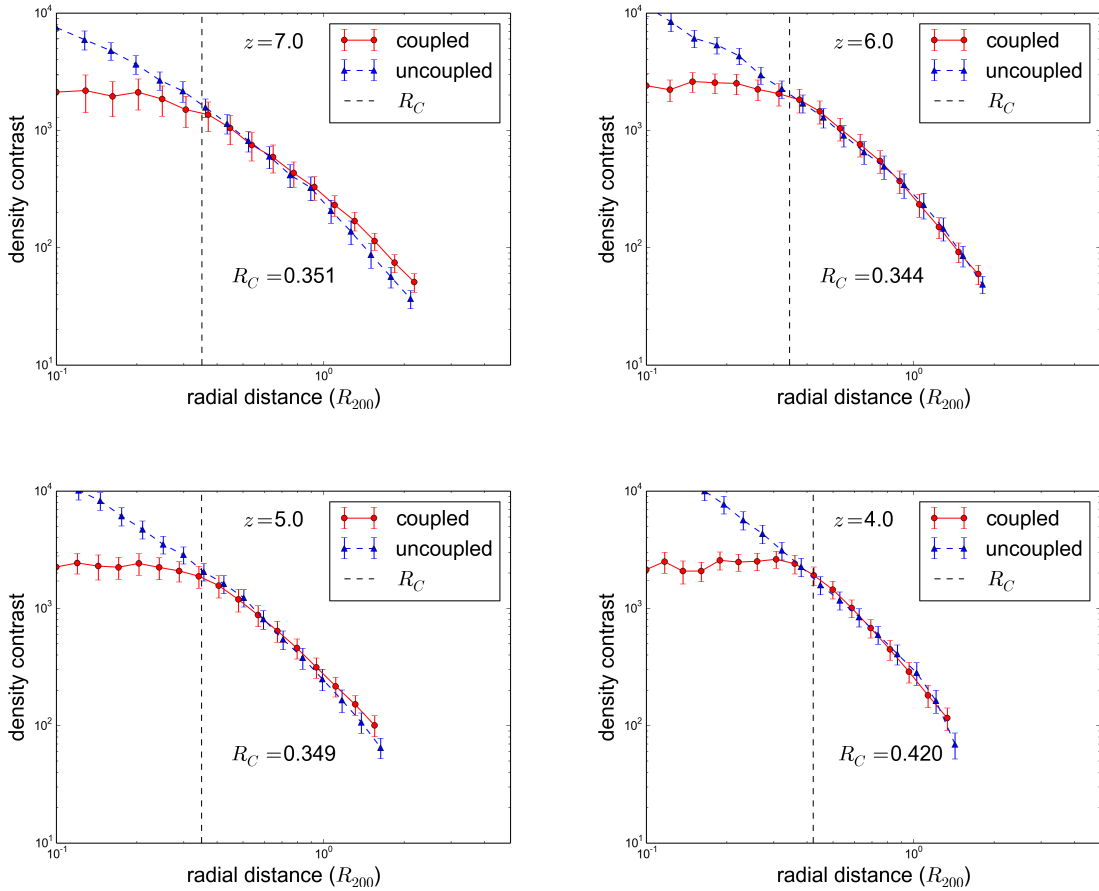 10^4
10^3
10^2
10^1
density contrast
z=7.0
coupled
uncoupled
R_C
R_C=0.351
10^-1
10^0
radial distance (R_200)
10^4
10^3
10^2
10^1
density contrast
z=6.0
coupled
uncoupled
R_C
R_C=0.344
10^-1
10^0
radial distance (R_200)
10^4
10^3
10^2
10^1
density contrast
z=5.0
coupled
uncoupled
R_C
R_C=0.349
10^-1
10^0
radial distance (R_200)
10^4
10^3
10^2
10^1
density contrast
z=4.0
coupled
uncoupled
R_C
R_C=0.420
10^-1
10^0
radial distance (R_200)